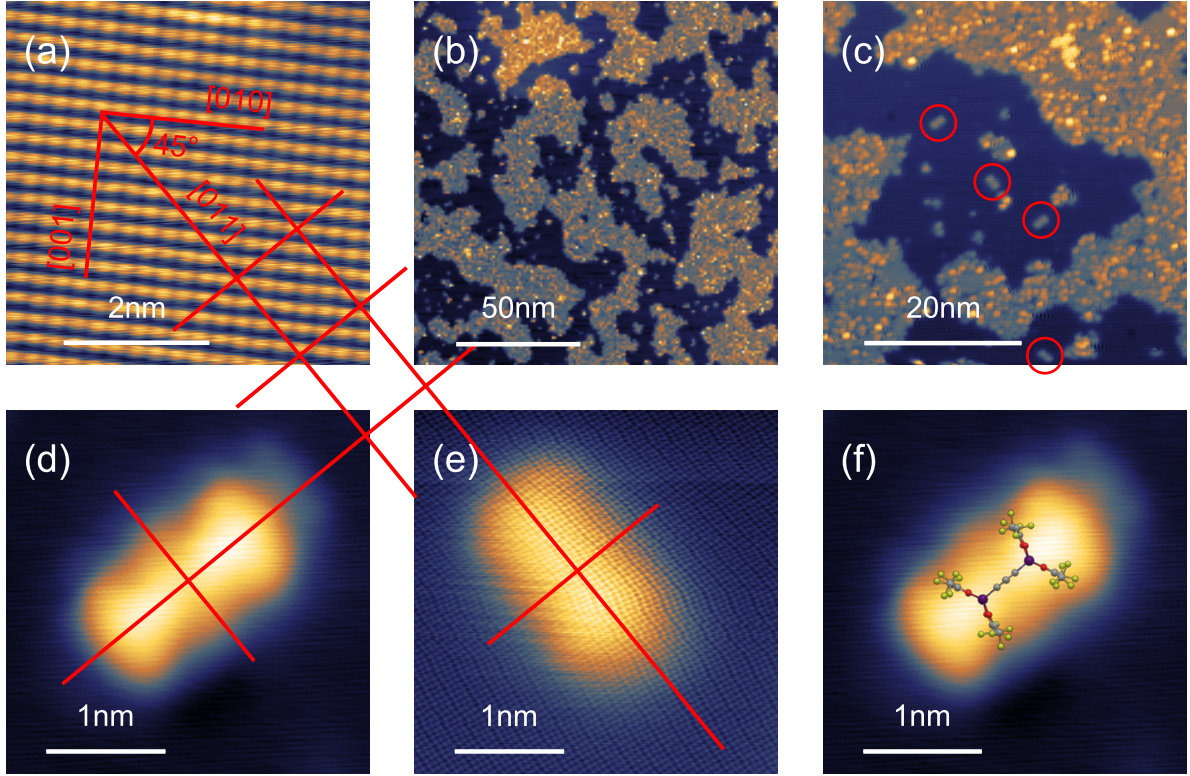 (a)
[010]
45°
[011]
[001]
2nm
(b)
50nm
(c)
20nm
(d)
1nm
(e)
1nm
(f)
1nm